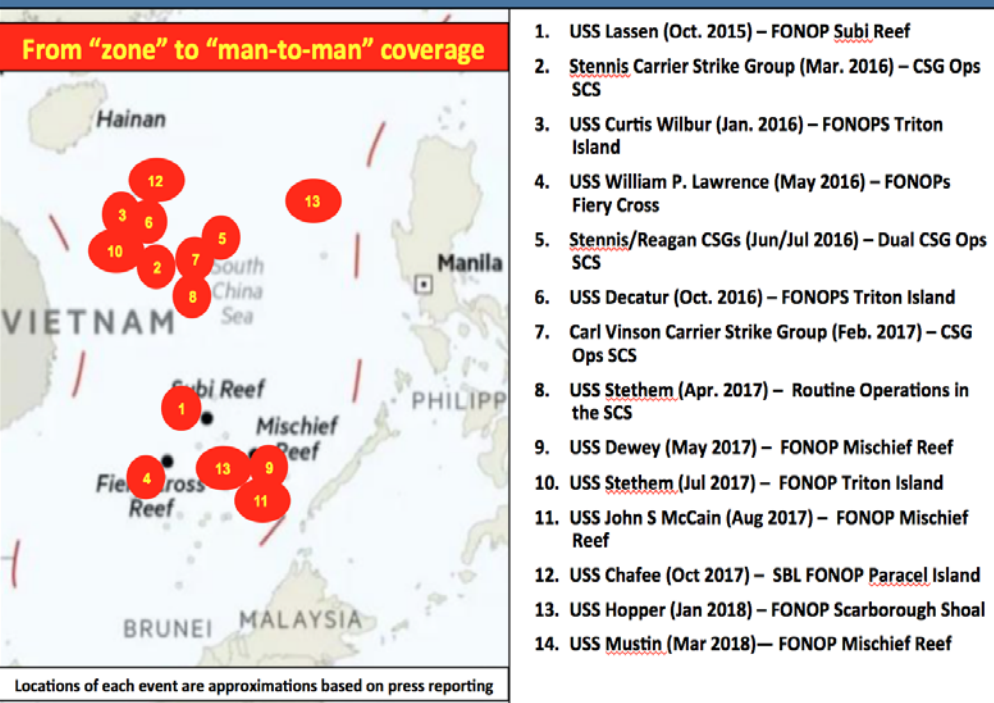 From “zone” to “man-to-man” coverage
Hainan
12
13
3
6
5
10
7
2
South
China
Sea
8
Manila
VIETNAM
Subi Reef
1
PHILIPP
Mischief
Reef
13
9
4
Fiery Cross
Reef
11
BRUNEI
MALAYSIA
Locations of each event are approximations based on press reporting
1. USS Lassen (Oct. 2015) – FONOP Subi Reef
2. Stennis Carrier Strike Group (Mar. 2016) – CSG Ops
SCS
3. USS Curtis Wilbur (Jan. 2016) – FONOPS Triton
Island
4. USS William P. Lawrence (May 2016) – FONOPs
Fiery Cross
5. Stennis/Reagan CSGs (Jun/Jul 2016) – Dual CSG Ops
SCS
6. USS Decatur (Oct. 2016) – FONOPS Triton Island
7. Carl Vinson Carrier Strike Group (Feb. 2017) – CSG
Ops SCS
8. USS Stethem (Apr. 2017) – Routine Operations in
the SCS
9. USS Dewey (May 2017) – FONOP Mischief Reef
10. USS Stethem (Jul 2017) – FONOP Triton Island
11. USS John S McCain (Aug 2017) – FONOP Mischief
Reef
12. USS Chafee (Oct 2017) – SBL FONOP Paracel Island
13. USS Hopper (Jan 2018) – FONOP Scarborough Shoal
14. USS Mustin (Mar 2018)— FONOP Mischief Reef